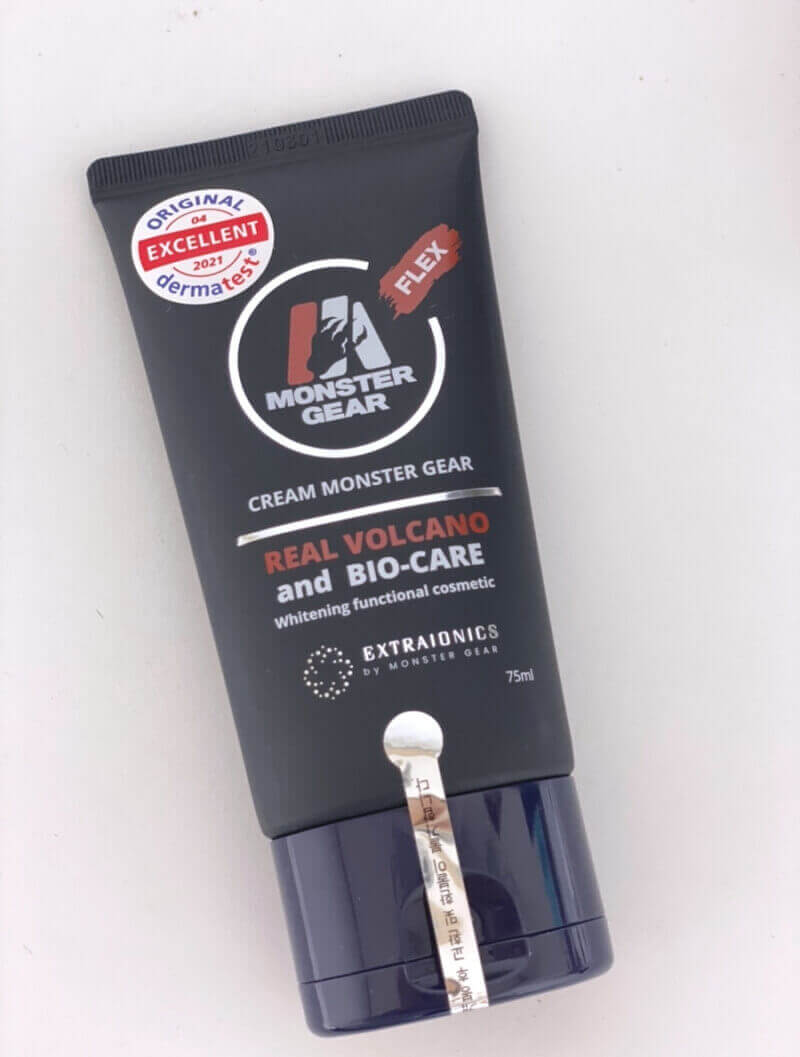 210301
ORIGINAL
04
EXCELLENT
2021
dermatest®
FLEX
MONSTER
GEAR
CREAM MONSTER GEAR
REAL VOLCANO
and BIO-CARE
Whitening functional cosmetic
EXTRAIONICS
by MONSTER GEAR
75ml